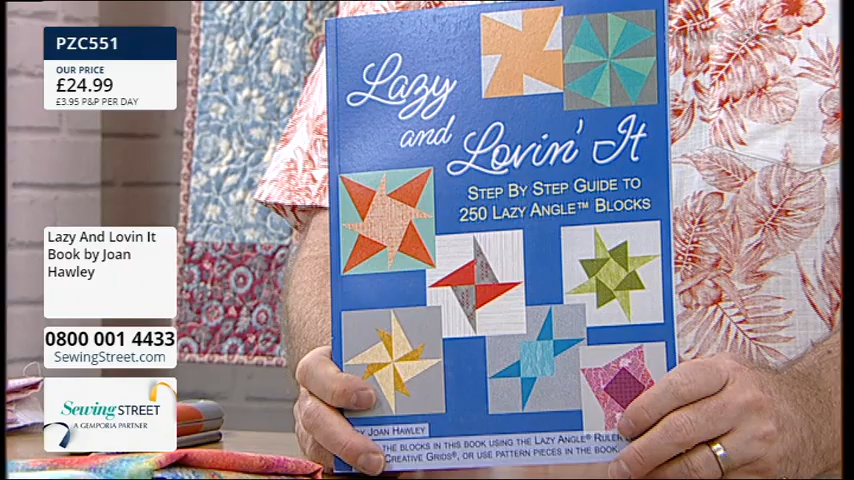 PZC551
OUR PRICE
£24.99
£3.95 P&P PER DAY
Lazy And Lovin It
Book by Joan
Hawley
0800 001 4433
SewingStreet.com
Sewing STREET
A GEMPORIA PARTNER
Lazy
and
Lovin' It
STEP BY STEP GUIDE TO
250 LAZY ANGLE™ BLOCKS
JOAN HAWLEY
THE BLOCKS IN THIS BOOK USING THE LAZY ANGLE® RULER
CREATIVE GRIDS®, OR USE PATTERN PIECES IN THE BOOK